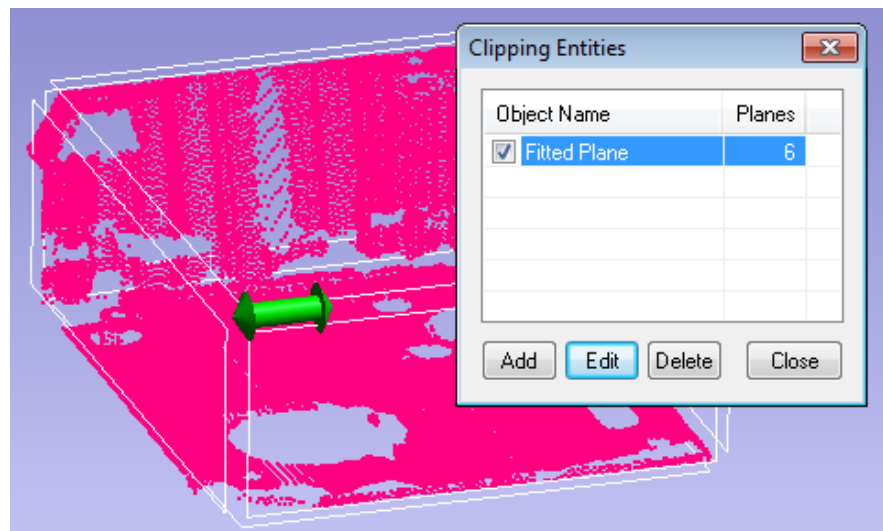 Clipping Entities
Object Name Planes
Fitted Plane 6
Add Edit Delete Close